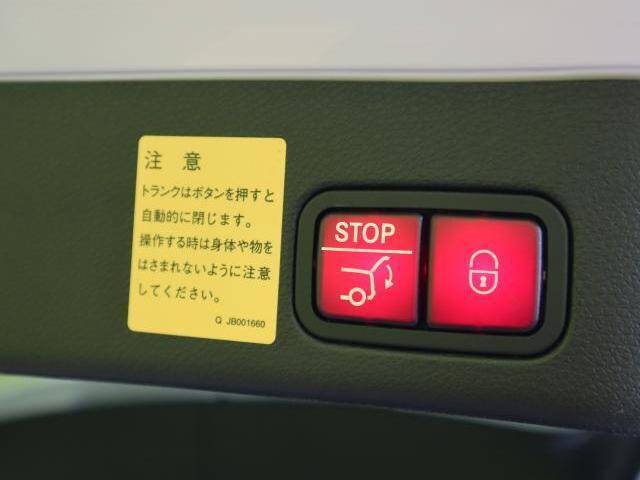 注 意
トランクはボタンを押すと
自動的に閉じます。
操作する時は身体や物を
はさまれないように注意
してください。
Q JB001660
STOP